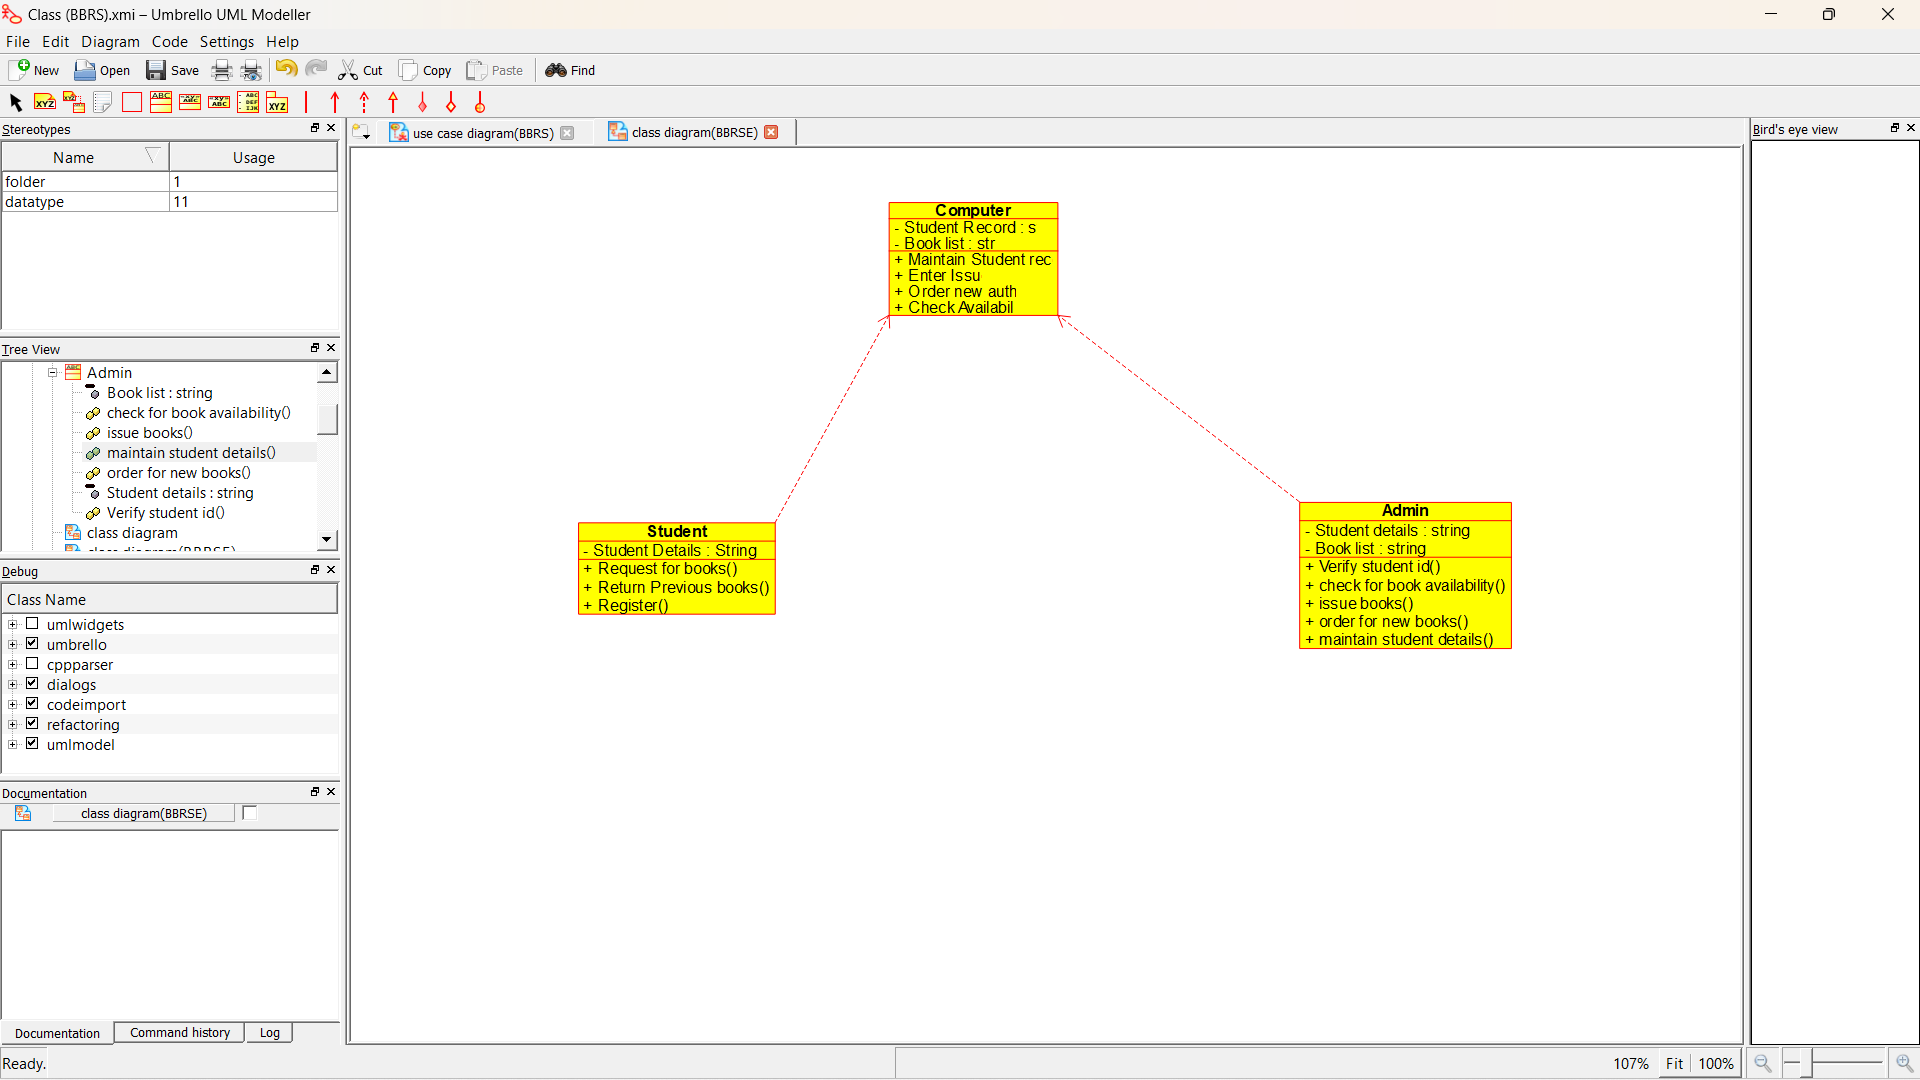 Class (BBRS).xmi – Umbrello UML Modeller
File Edit Diagram Code Settings Help
New Open Save Cut Copy Paste Find
Stereotypes
Name Usage
folder 1
datatype 11
Tree View
Admin
Book list : string
check for book availability()
issue books()
maintain student details()
order for new books()
Student details : string
Verify student id()
class diagram
class diagram(BBRSE)
Debug
Class Name
umlwidgets
umbrello
cppparser
dialogs
codeimport
refactoring
umlmodel
Documentation
class diagram(BBRSE)
Documentation Command history Log
Ready.
use case diagram(BBRS) class diagram(BBRSE)
Computer
- Student Record : s
- Book list : str
+ Maintain Student rec
+ Enter Issu
+ Order new auth
+ Check Availabil
Student
- Student Details : String
+ Request for books()
+ Return Previous books()
+ Register()
Admin
- Student details : string
- Book list : string
+ Verify student id()
+ check for book availability()
+ issue books()
+ order for new books()
+ maintain student details()
Bird's eye view
107% Fit 100%